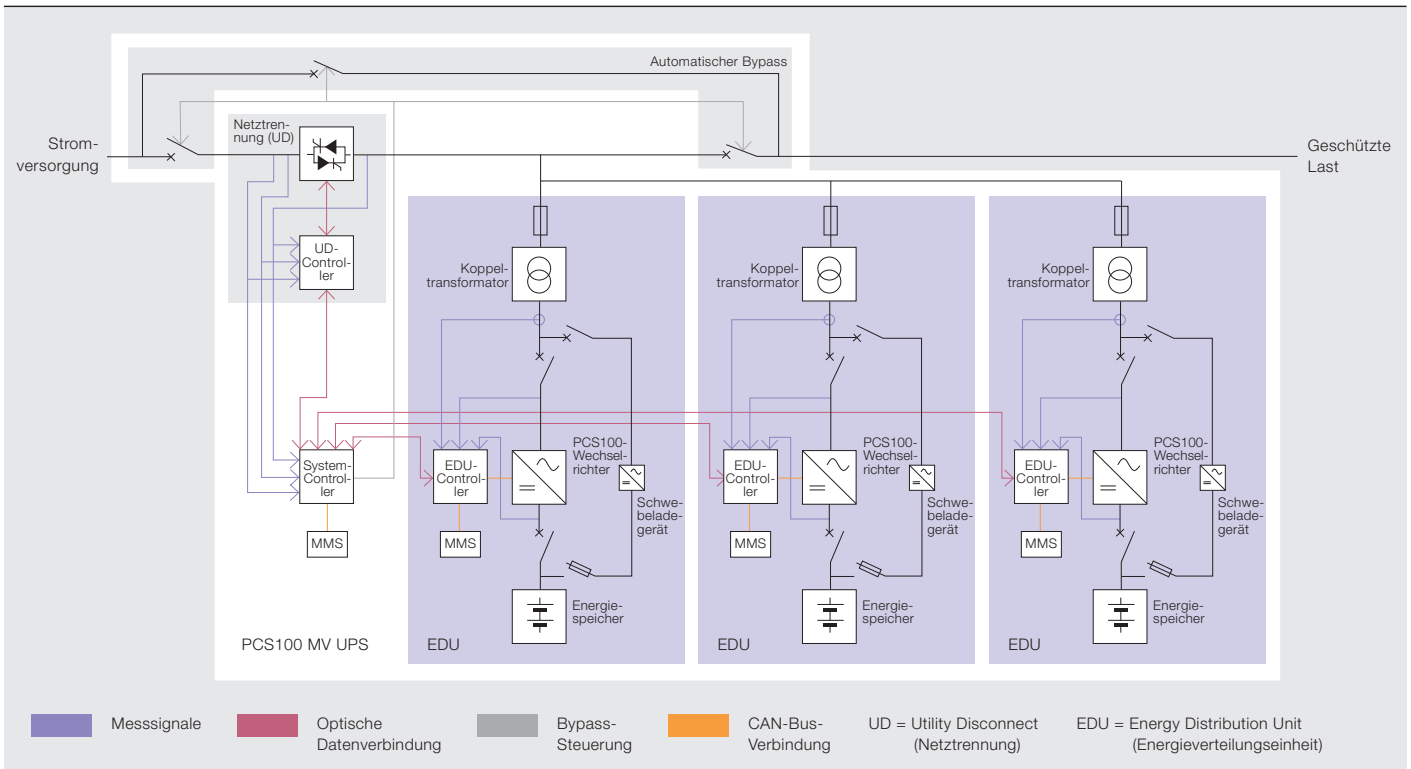 Automatischer Bypass
Strom-
versorgung
Netztren-
nung (UD)
Geschützte
Last
UD-
Control-
ler
Koppel-
transformator
Koppel-
transformator
Koppel-
transformator
System-
Control-
ler
EDU-
Control-
ler
PCS100-
Wechsel-
richter
EDU-
Control-
ler
PCS100-
Wechsel-
richter
EDU-
Control-
ler
PCS100-
Wechsel-
richter
Schwe-
belade-
gerät
Schwe-
belade-
gerät
Schwe-
belade-
gerät
MMS
MMS
MMS
MMS
Energie-
speicher
Energie-
speicher
Energie-
speicher
PCS100 MV UPS
EDU
EDU
EDU
Messsignale
Optische
Datenverbindung
Bypass-
Steuerung
CAN-Bus-
Verbindung
UD = Utility Disconnect
(Netztrennung)
EDU = Energy Distribution Unit
(Energieverteilungseinheit)